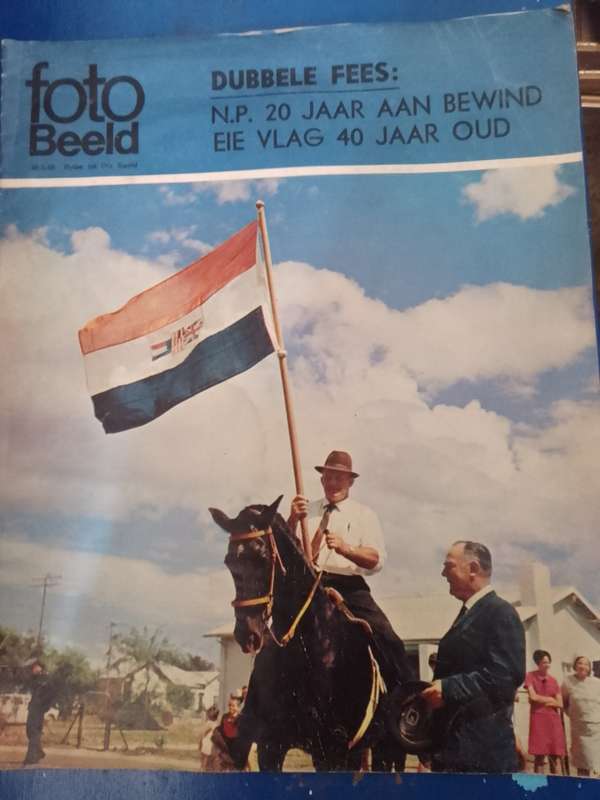 foto
Beeld
DUBBELE FEES:
N.P. 20 JAAR AAN BEWIND
EIE VLAG 40 JAAR OUD